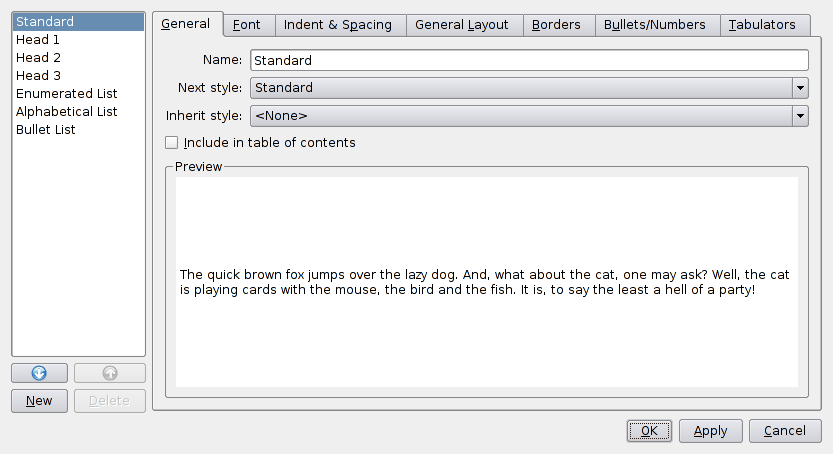 Standard
Head 1
Head 2
Head 3
Enumerated List
Alphabetical List
Bullet List
New
Delete
General
Font
Indent & Spacing
General Layout
Borders
Bullets/Numbers
Tabulators
Name:
Standard
Next style:
Standard
Inherit style:
<None>
Include in table of contents
Preview
The quick brown fox jumps over the lazy dog. And, what about the cat, one may ask? Well, the cat
is playing cards with the mouse, the bird and the fish. It is, to say the least a hell of a party!
OK
Apply
Cancel